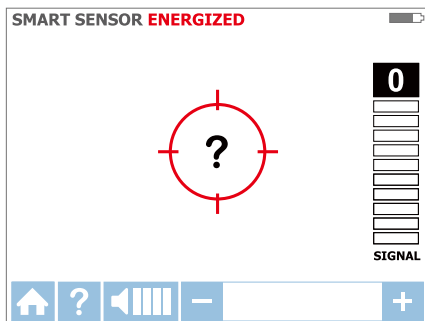 SMART SENSOR ENERGIZED
0
?
SIGNAL
?
− +